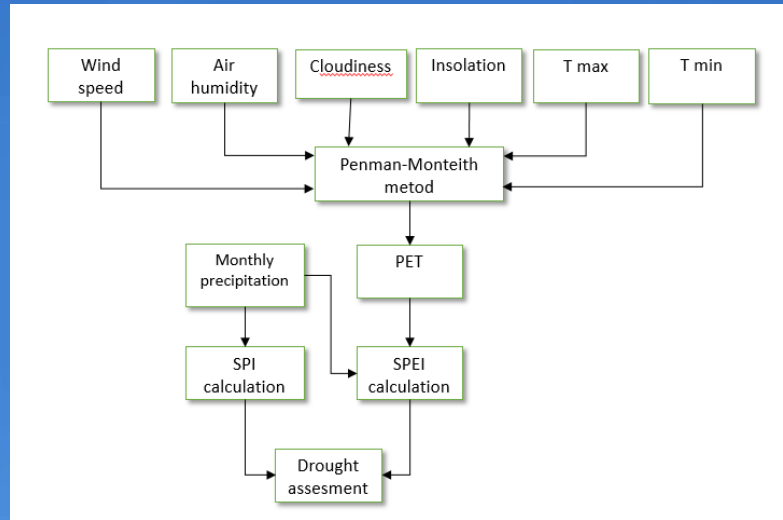 Wind
speed
Air
humidity
Cloudiness
Insolation
T max
T min
Penman-Monteith
metod
Monthly
precipitation
PET
SPI
calculation
SPEI
calculation
Drought
assesment